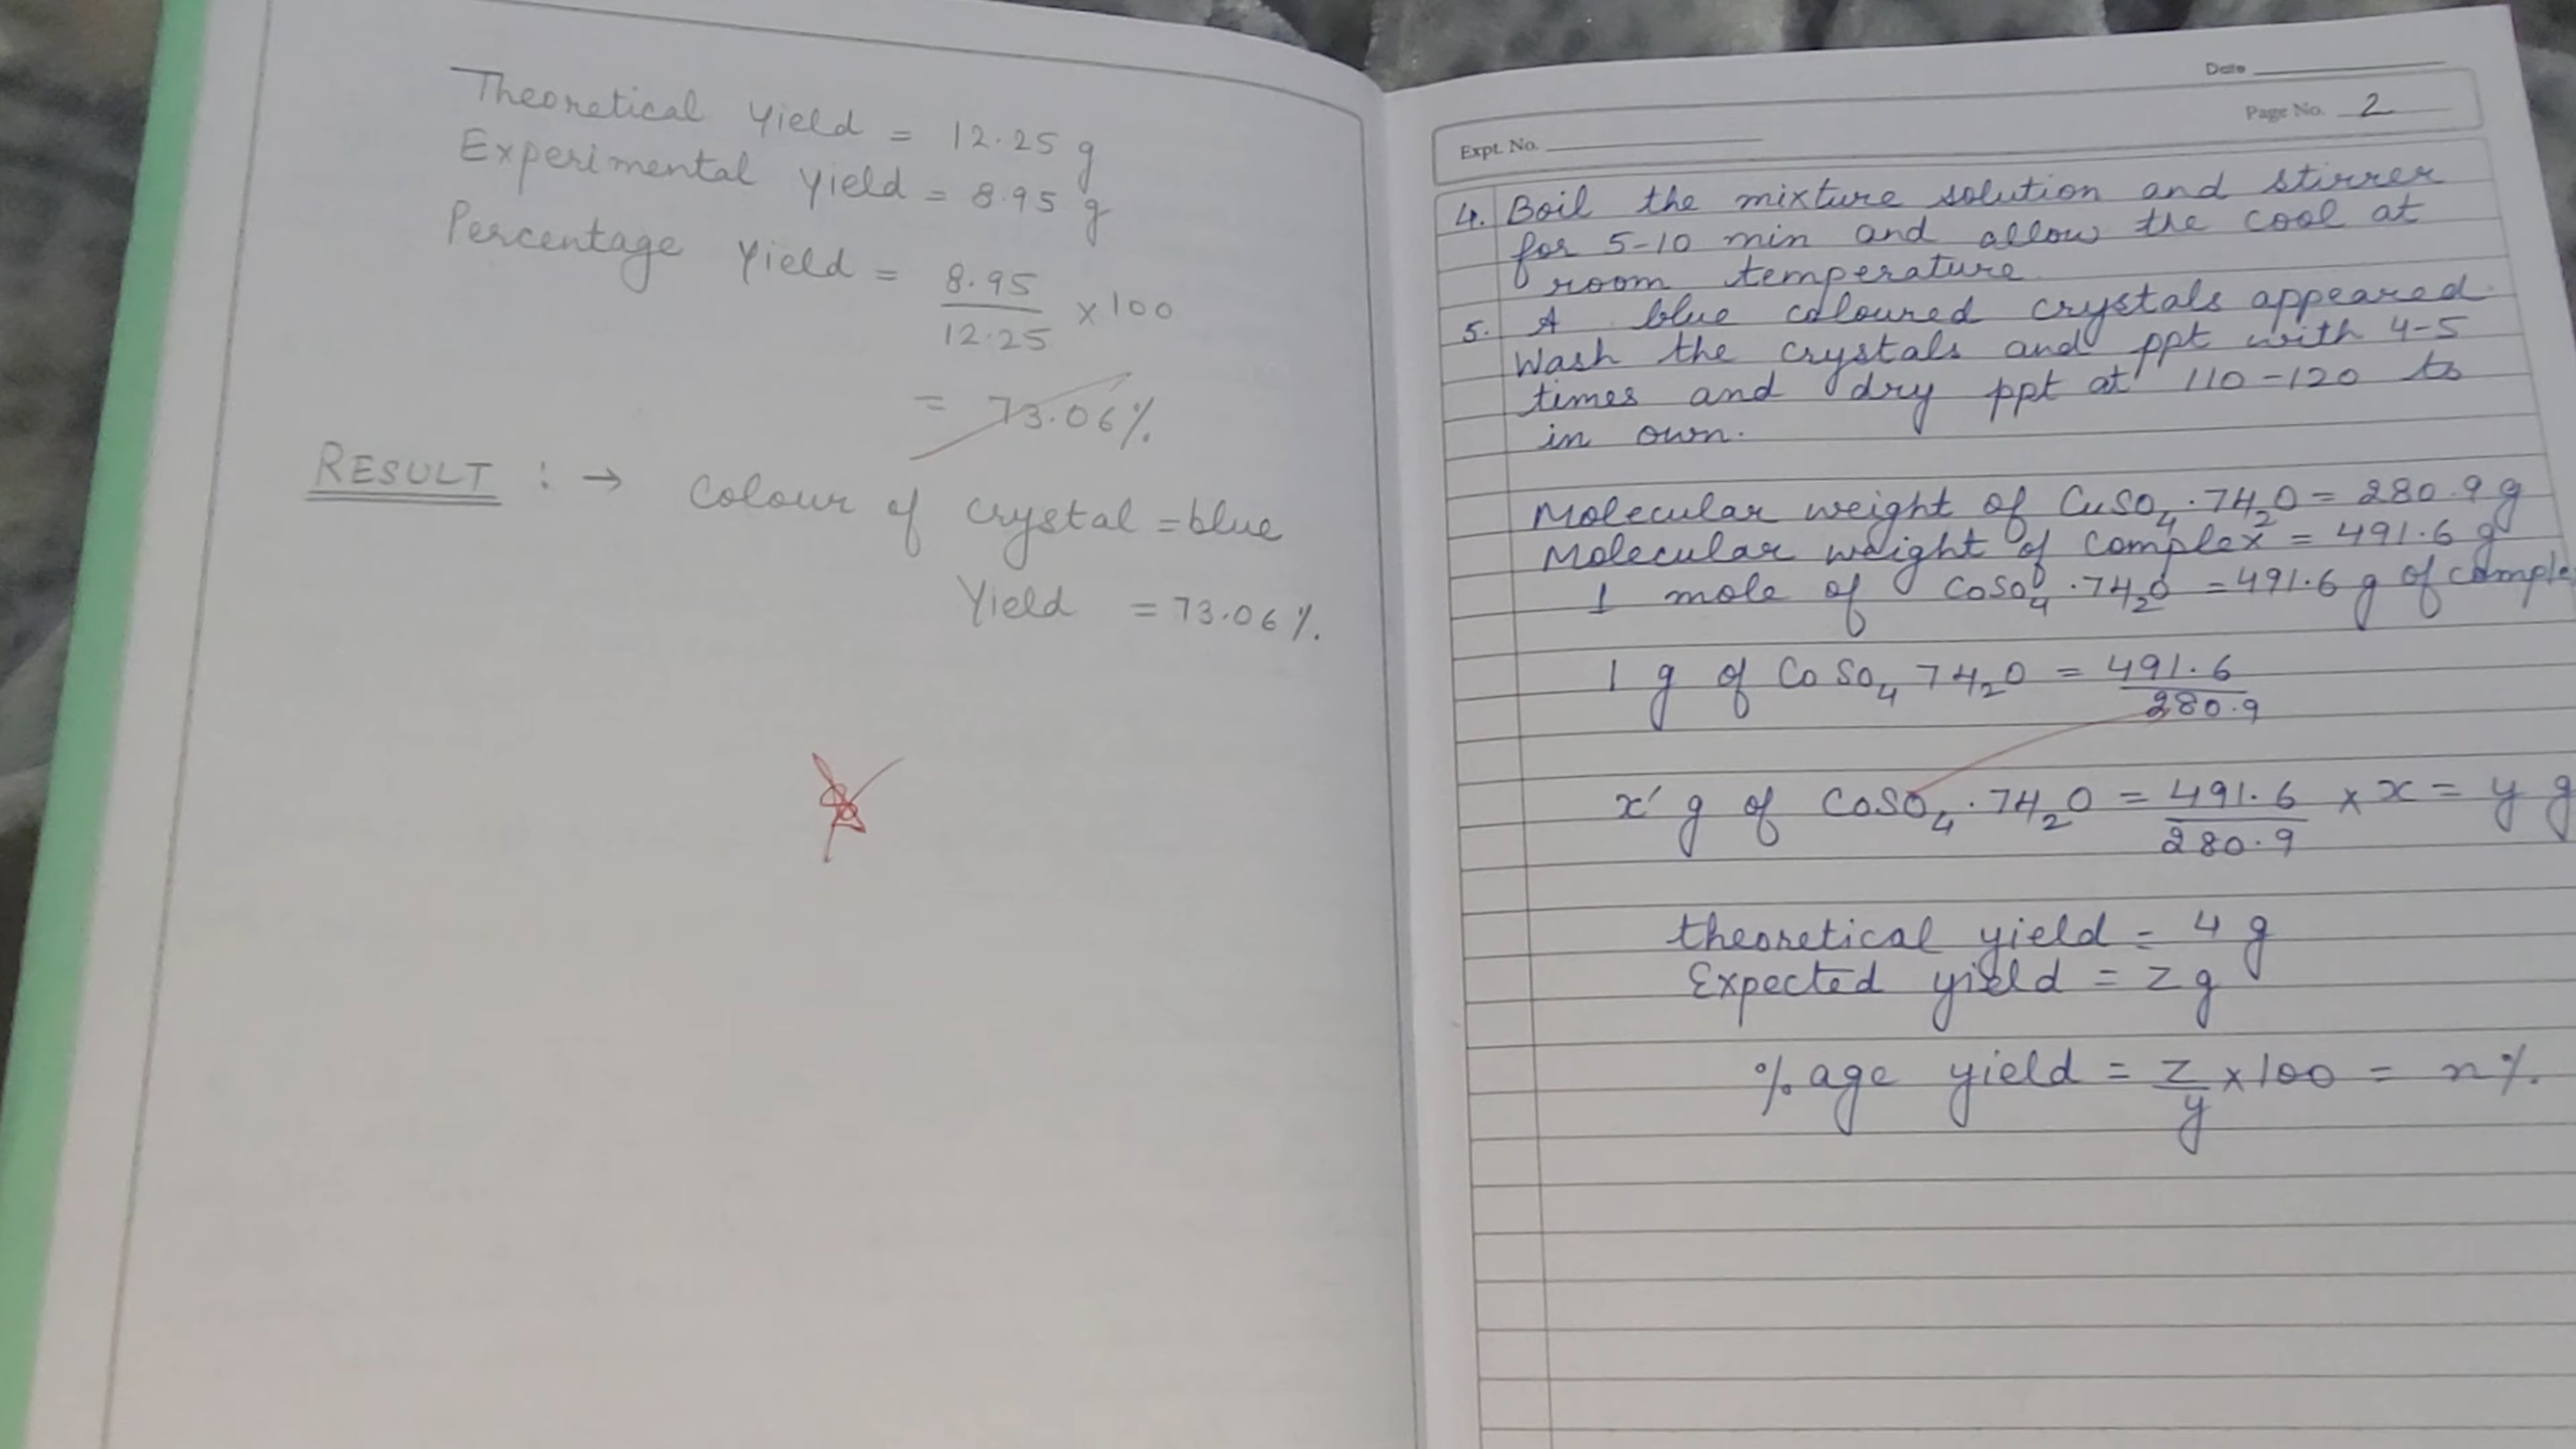 Theoretical Yield = 12.25 g
Experimental Yield = 8.95 g
Percentage Yield = 8.95 / 12.25 × 100
= 73.06%
RESULT : → Colour of crystal = blue
Yield = 73.06%.
Date
Page No. 2
Expt. No.
4. Boil the mixture solution and stirrer
for 5-10 min and allow the cool at
room temperature
5. A blue coloured crystals appeared.
Wash the crystals and ppt with 4-5
times and dry ppt at 110-120 to
in own.
Molecular weight of CuSO4.7H2O = 280.9 g
Molecular weight of complex = 491.6 g
1 mole of CoSO4.7H2O = 491.6 g of comple
1 g of CoSO4 7H2O = 491.6 / 280.9
x' g of CoSO4.7H2O = 491.6 / 280.9 × x = y g
theoretical yield = 4 g
Expected yield = z g
% age yield = z / y × 100 = n%.